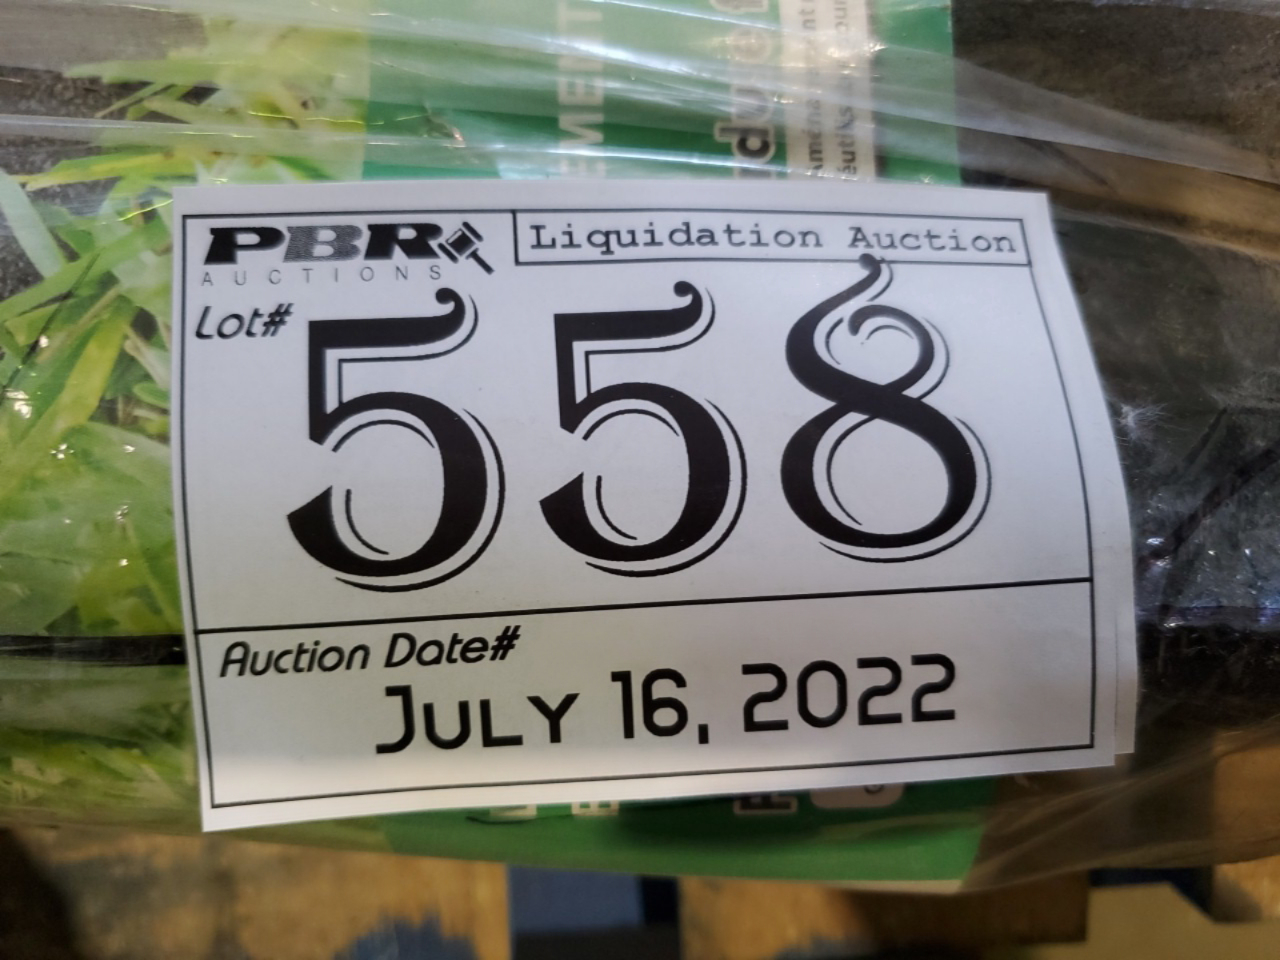 PBR
AUCTIONS
Liquidation Auction
Lot#
558
Auction Date#
July 16, 2022